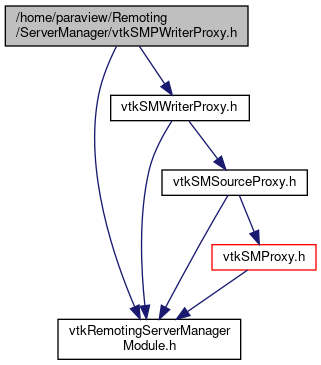 /home/paraview/Remoting
/ServerManager/vtkSMPWriterProxy.h
vtkSMWriterProxy.h
vtkSMSourceProxy.h
vtkSMProxy.h
vtkRemotingServerManager
Module.h